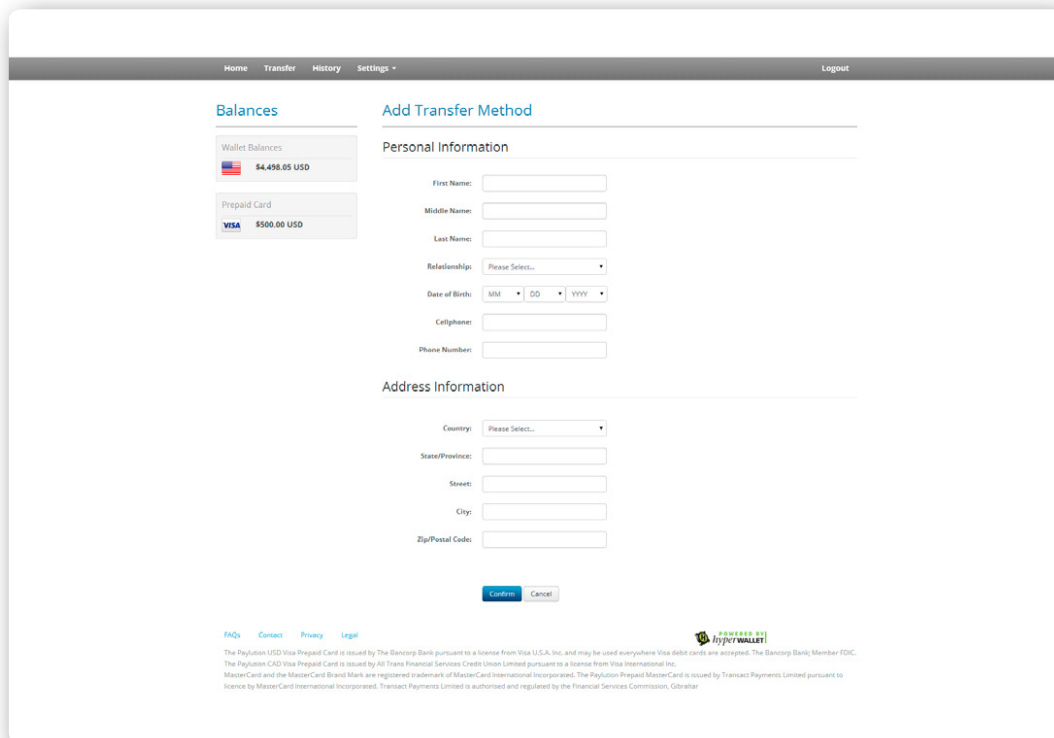 Home Transfer History Settings Logout
Balances
Wallet Balances
$4,498.05 USD
Prepaid Card
VISA $500.00 USD
Add Transfer Method
Personal Information
First Name:
Middle Name:
Last Name:
Relationship: Please Select...
Date of Birth: MM DD YYYY
Cellphone:
Phone Number:
Address Information
Country: Please Select...
State/Province:
Street:
City:
Zip/Postal Code:
Confirm Cancel
FAQs Contact Privacy Legal
POWERED BY
hyperWALLET
The Paylution USD Visa Prepaid Card is issued by The Bancorp Bank pursuant to a license from Visa U.S.A. Inc. and may be used everywhere Visa debit cards are accepted. The Bancorp Bank; Member FDIC.
The Paylution CAD Visa Prepaid Card is issued by All Trans Financial Services Credit Union Limited pursuant to a license from Visa International Inc.
MasterCard and the MasterCard Brand Mark are registered trademark of MasterCard International Incorporated. The Paylution Prepaid MasterCard is issued by Transact Payments Limited pursuant to
licence by MasterCard International Incorporated. Transact Payments Limited is authorised and regulated by the Financial Services Commission, Gibraltar